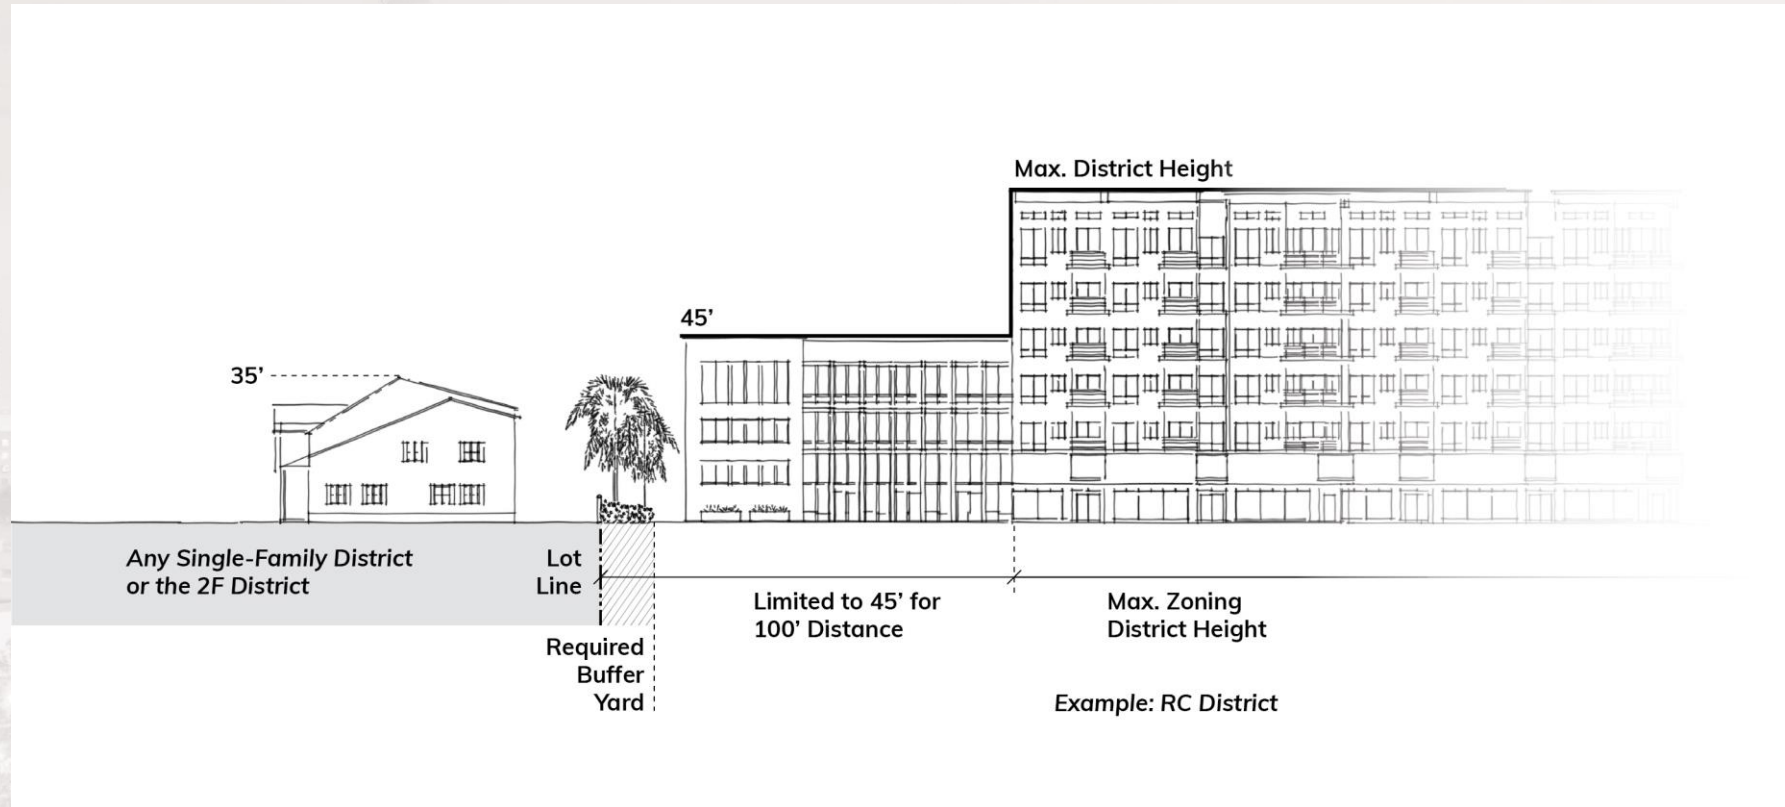 Max. District Height
45’
35’
Any Single-Family District
or the 2F District
Lot
Line
Required
Buffer
Yard
Limited to 45’ for
100’ Distance
Max. Zoning
District Height
Example: RC District